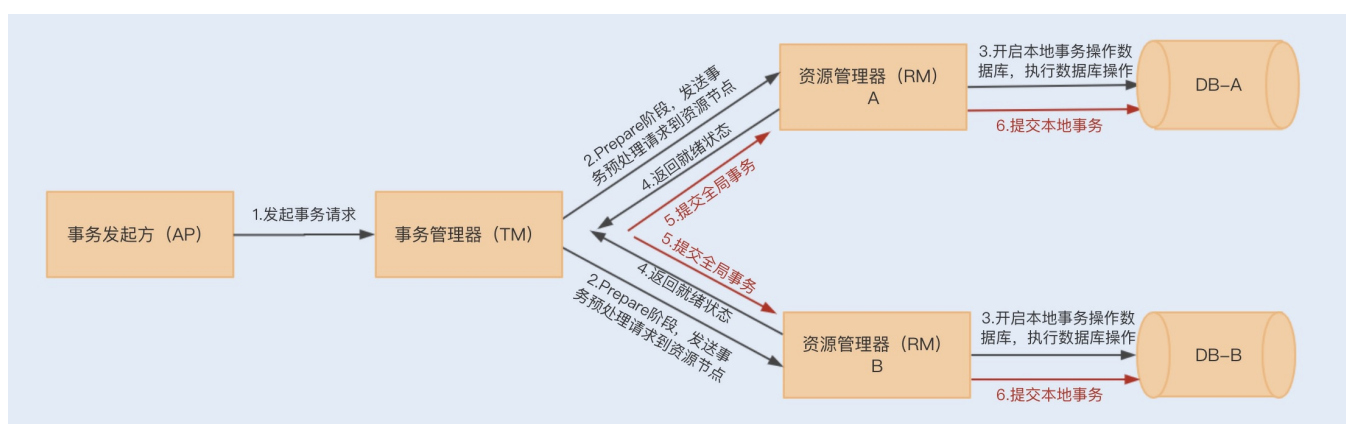 事务发起方（AP）
1.发起事务请求
事务管理器（TM）
2.Prepare阶段，发送事
务预处理请求到资源节点
4.返回就绪状态
5.提交全局事务
资源管理器（RM）
A
3.开启本地事务操作数
据库，执行数据库操作
6.提交本地事务
DB-A
5.提交全局事务
4.返回就绪状态
2.Prepare阶段，发送事
务预处理请求到资源节点
资源管理器（RM）
B
3.开启本地事务操作数
据库，执行数据库操作
6.提交本地事务
DB-B